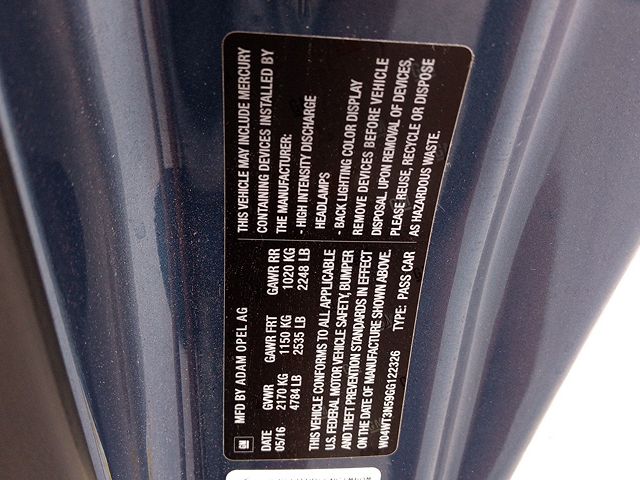 GM
MFD BY ADAM OPEL AG
DATE GVWR GAWR FRT GAWR RR
05/16 2170 KG 1150 KG 1020 KG
4784 LB 2535 LB 2248 LB
THIS VEHICLE CONFORMS TO ALL APPLICABLE
U.S. FEDERAL MOTOR VEHICLE SAFETY, BUMPER
AND THEFT PREVENTION STANDARDS IN EFFECT
ON THE DATE OF MANUFACTURE SHOWN ABOVE.
W04WT3N59GG122326 TYPE: PASS CAR
THIS VEHICLE MAY INCLUDE MERCURY
CONTAINING DEVICES INSTALLED BY
THE MANUFACTURER:
- HIGH INTENSITY DISCHARGE
HEADLAMPS
- BACK LIGHTING COLOR DISPLAY
REMOVE DEVICES BEFORE VEHICLE
DISPOSAL UPON REMOVAL OF DEVICES,
PLEASE REUSE, RECYCLE OR DISPOSE
AS HAZARDOUS WASTE.